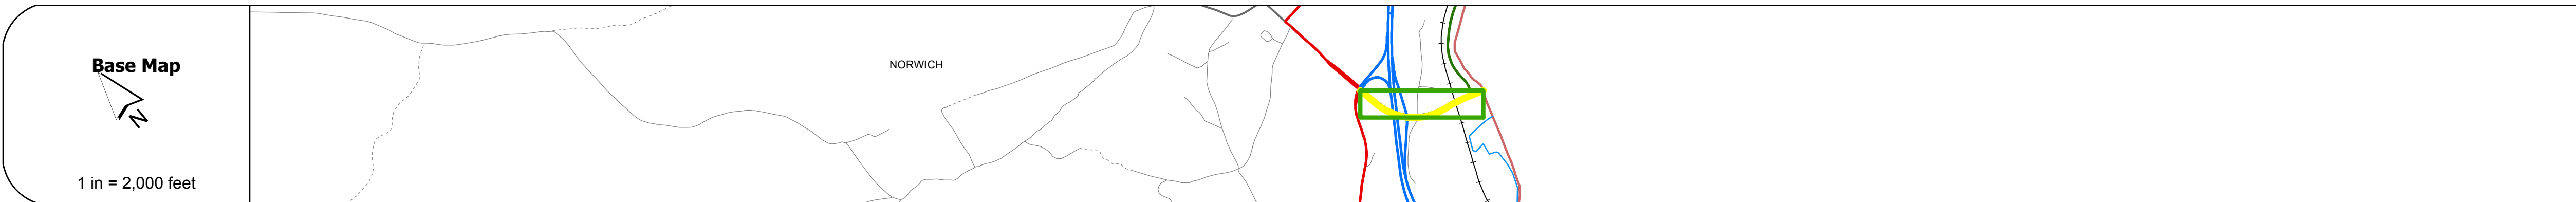 Base Map
N
1 in = 2,000 feet
NORWICH